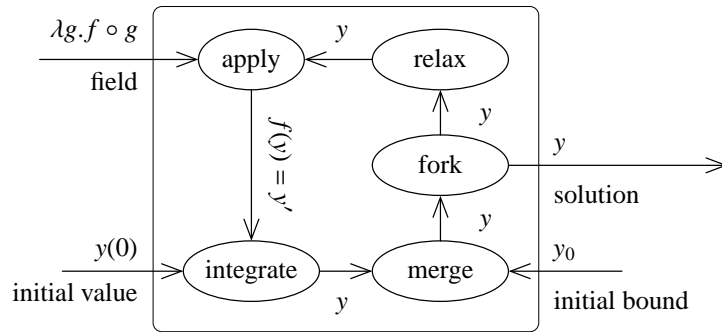 λg.f ∘ g
field
apply
y
relax
y
f(y) = y′
fork
y
solution
y
y(0)
initial value
integrate
y
merge
y₀
initial bound